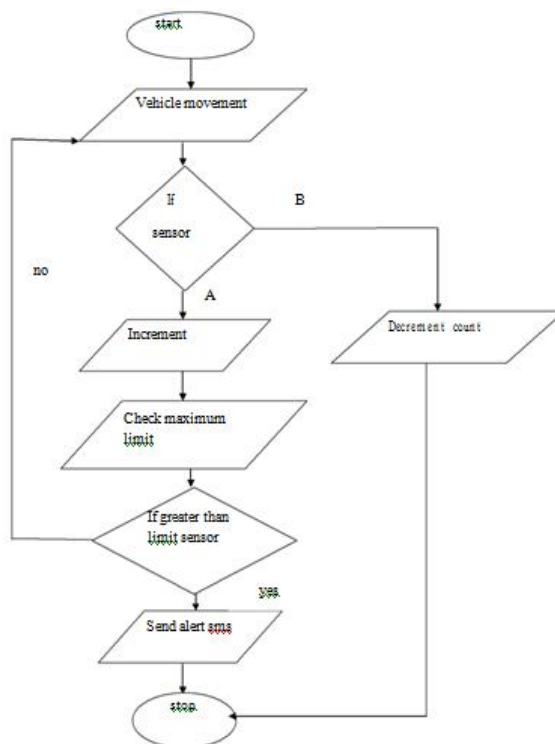 start
Vehicle movement
If
sensor
B
no
A
Increment
Decrement count
Check maximum
limit
If greater than
limit sensor
yes
Send alert sms
stop